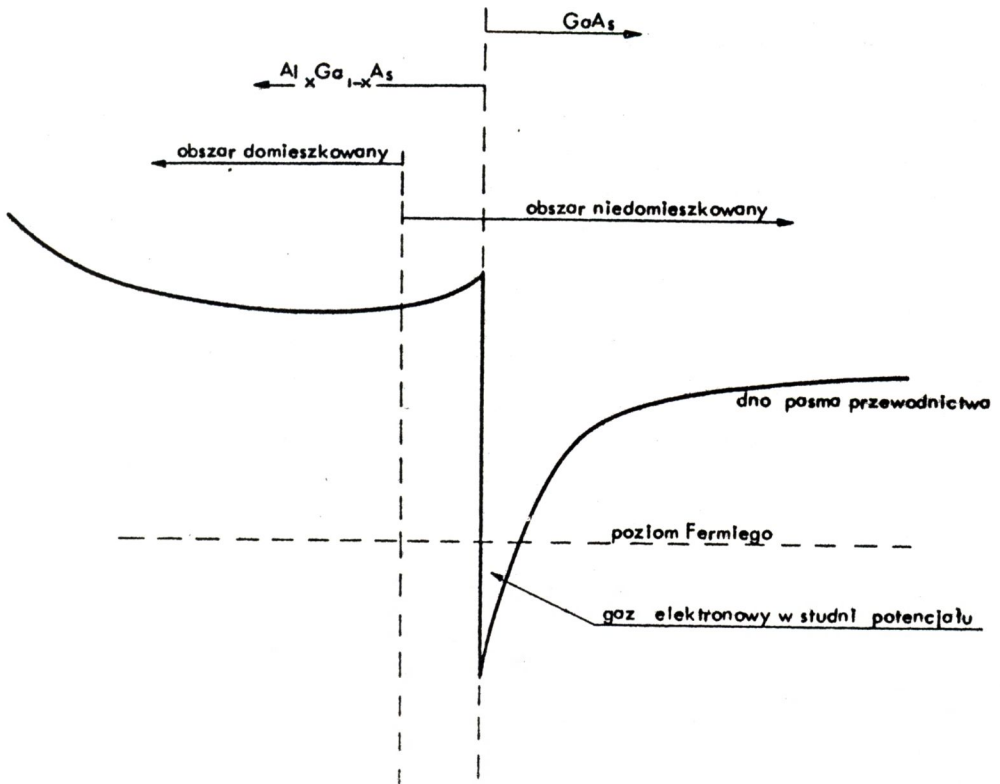 GaAs
AlₓGa₁₋ₓAs
obszar domieszkowany
obszar niedomieszkowany
dno pasma przewodnictwa
poziom Fermiego
gaz elektronowy w studni potencjału